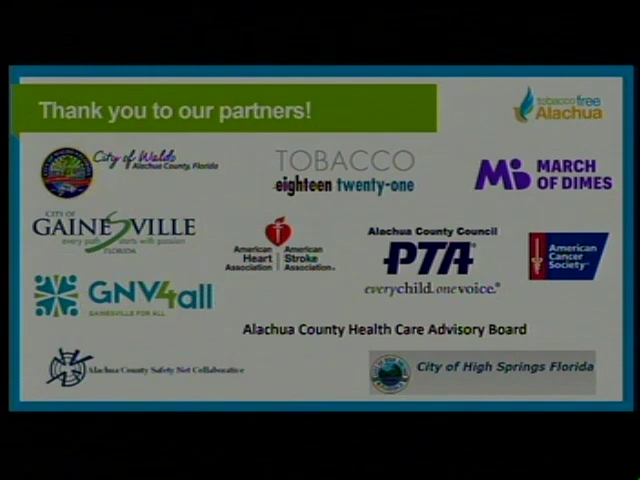 Thank you to our partners!
tobacco free
Alachua
City of Waldo
Alachua County, Florida
TOBACCO
eighteen twenty-one
MARCH
OF DIMES
CITY OF
GAINESVILLE
every path starts with passion
FLORIDA
American
Heart
Association®
American
Stroke
Association®
Alachua County Council
PTA®
everychild. onevoice.®
American
Cancer
Society®
GNV4all
GAINESVILLE FOR ALL
Alachua County Health Care Advisory Board
Alachua County Safety Net Collaborative
City of High Springs Florida